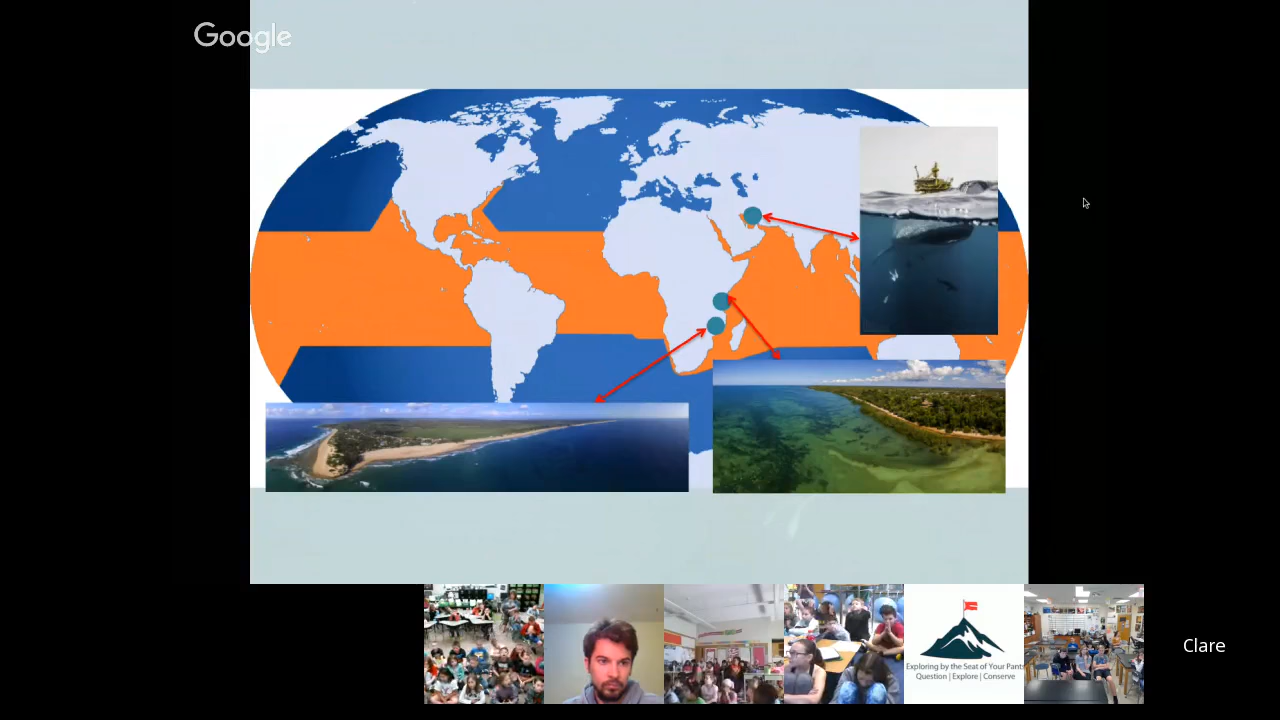 Google
Exploring by the Seat of Your Pants
Question | Explore | Conserve
Clare